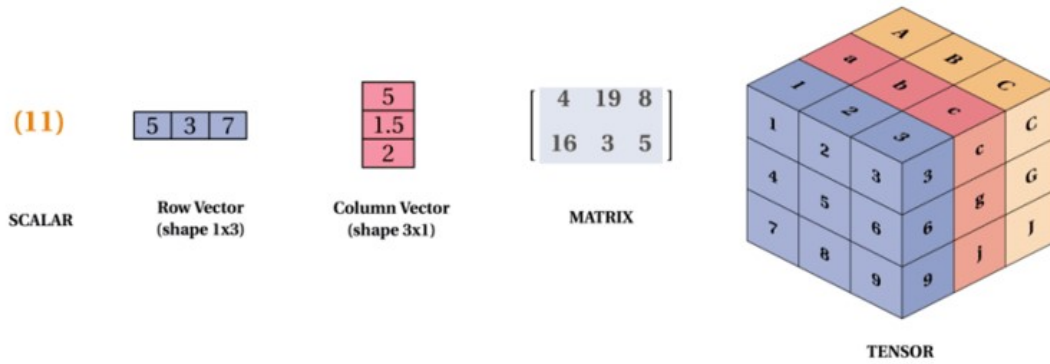 (11)
SCALAR
5 3 7
Row Vector
(shape 1x3)
5
1.5
2
Column Vector
(shape 3x1)
4 19 8
16 3 5
MATRIX
A
B
C
a
b
c
1
2
3
1 2 3
4 5 6
7 8 9
3 c C
6 g G
9 j J
TENSOR